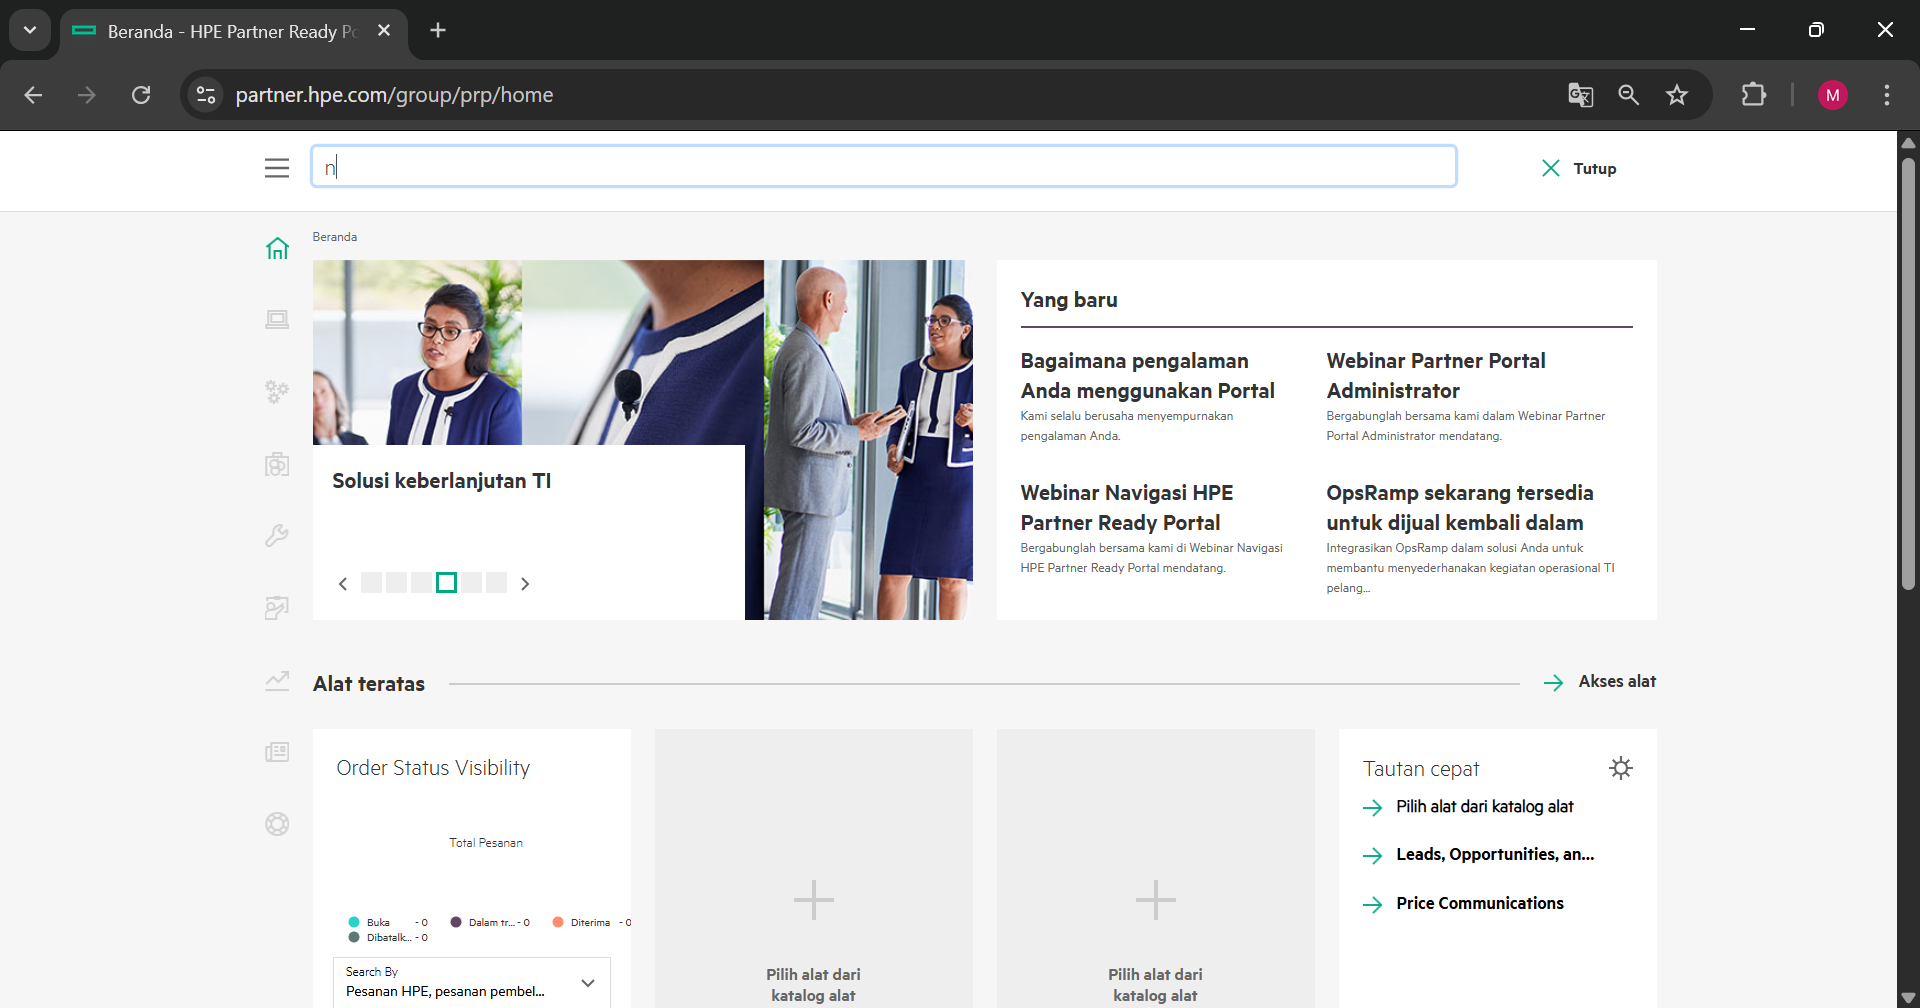 Beranda - HPE Partner Ready Po
partner.hpe.com/group/prp/home
M
n
Tutup
Beranda
Solusi keberlanjutan TI
Yang baru
Bagaimana pengalaman
Anda menggunakan Portal
Kami selalu berusaha menyempurnakan
pengalaman Anda.
Webinar Partner Portal
Administrator
Bergabunglah bersama kami dalam Webinar Partner
Portal Administrator mendatang.
Webinar Navigasi HPE
Partner Ready Portal
Bergabunglah bersama kami di Webinar Navigasi
HPE Partner Ready Portal mendatang.
OpsRamp sekarang tersedia
untuk dijual kembali dalam
Integrasikan OpsRamp dalam solusi Anda untuk
membantu menyederhanakan kegiatan operasional TI
pelang...
Alat teratas
Akses alat
Order Status Visibility
Total Pesanan
Buka - 0
Dalam tr... - 0
Diterima - 0
Dibatalk... - 0
Search By
Pesanan HPE, pesanan pembel...
Pilih alat dari
katalog alat
Pilih alat dari
katalog alat
Tautan cepat
Pilih alat dari katalog alat
Leads, Opportunities, an...
Price Communications